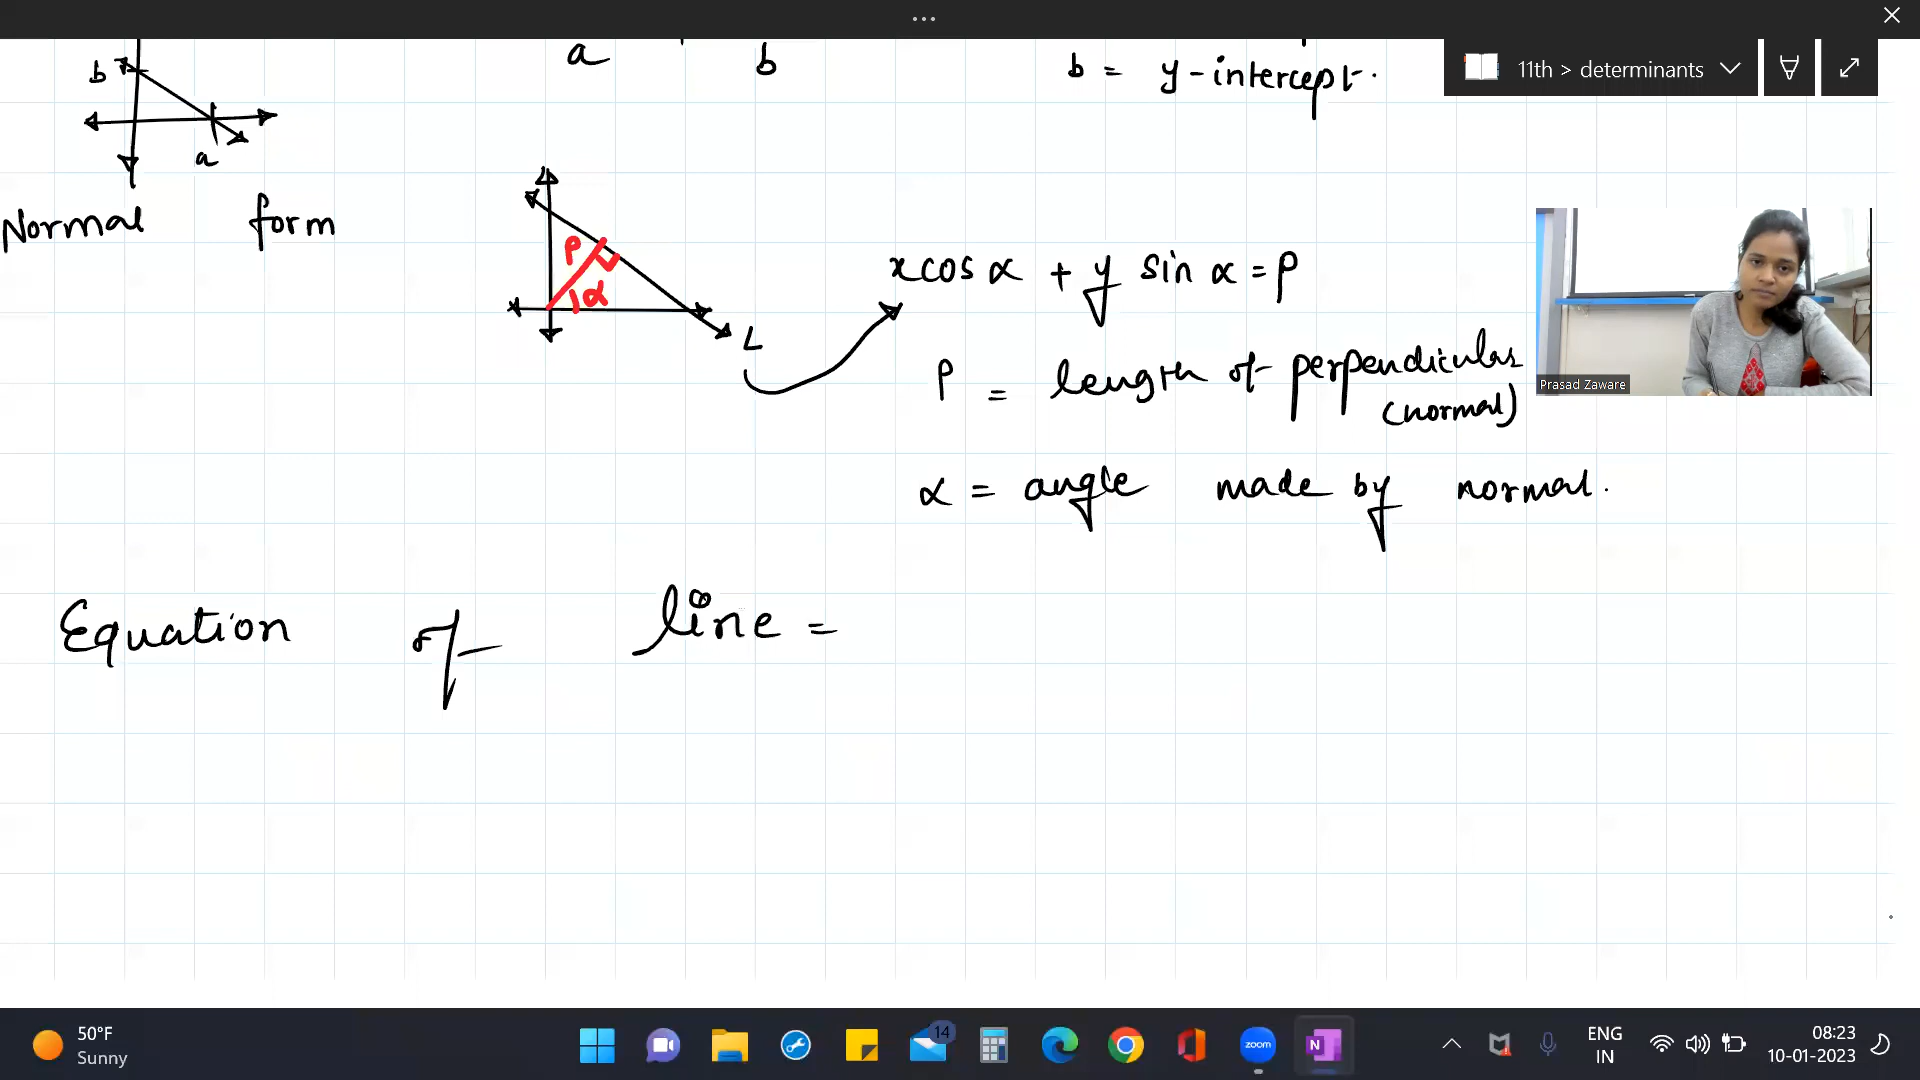 ...
11th > determinants
a b
b
b = y-intercept.
a
Normal form
P
α
L
x cos α + y sin α = p
P = length of perpendicular
(normal)
α = angle made by normal.
Prasad Zaware
Equation of line =
50°F
Sunny
14
zoom
N
ENG
IN
08:23
10-01-2023